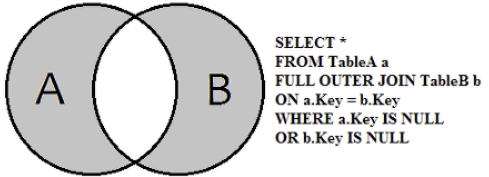 A
B
SELECT *
FROM TableA a
FULL OUTER JOIN TableB b
ON a.Key = b.Key
WHERE a.Key IS NULL
OR b.Key IS NULL